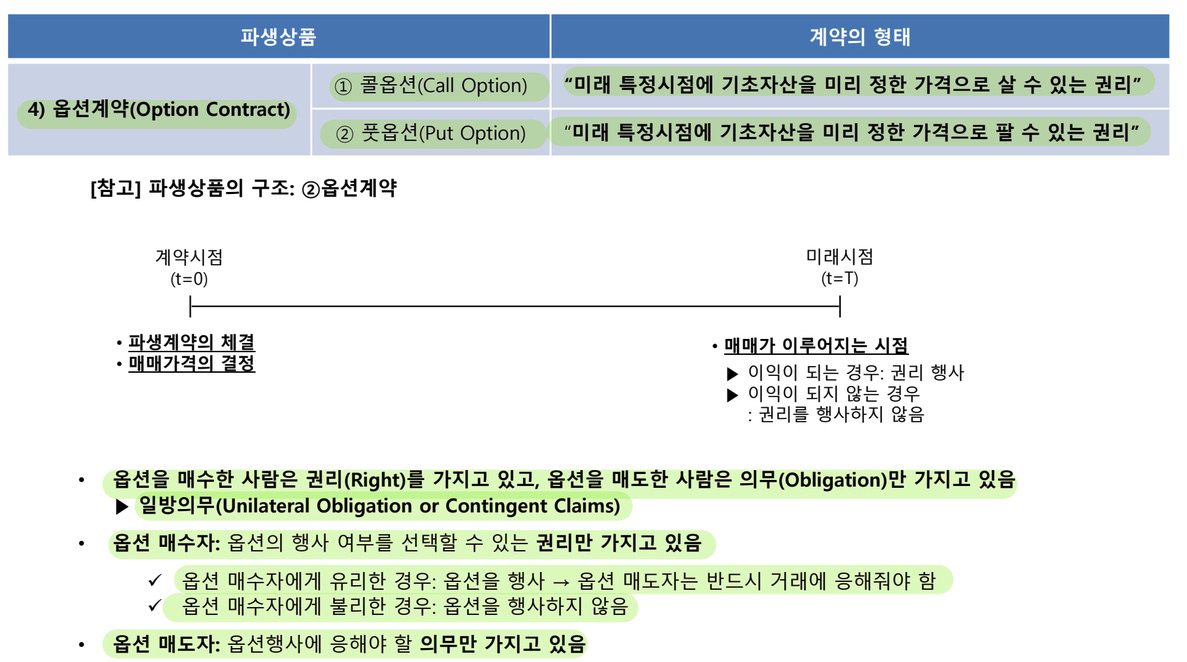 파생상품 계약의 형태
4) 옵션계약(Option Contract)
① 콜옵션(Call Option) “미래 특정시점에 기초자산을 미리 정한 가격으로 살 수 있는 권리”
② 풋옵션(Put Option) “미래 특정시점에 기초자산을 미리 정한 가격으로 팔 수 있는 권리”
[참고] 파생상품의 구조: ②옵션계약
계약시점
(t=0)
미래시점
(t=T)
• 파생계약의 체결
• 매매가격의 결정
• 매매가 이루어지는 시점
▶ 이익이 되는 경우: 권리 행사
▶ 이익이 되지 않는 경우
: 권리를 행사하지 않음
• 옵션을 매수한 사람은 권리(Right)를 가지고 있고, 옵션을 매도한 사람은 의무(Obligation)만 가지고 있음
▶ 일방의무(Unilateral Obligation or Contingent Claims)
• 옵션 매수자: 옵션의 행사 여부를 선택할 수 있는 권리만 가지고 있음
✓ 옵션 매수자에게 유리한 경우: 옵션을 행사 → 옵션 매도자는 반드시 거래에 응해줘야 함
✓ 옵션 매수자에게 불리한 경우: 옵션을 행사하지 않음
• 옵션 매도자: 옵션행사에 응해야 할 의무만 가지고 있음